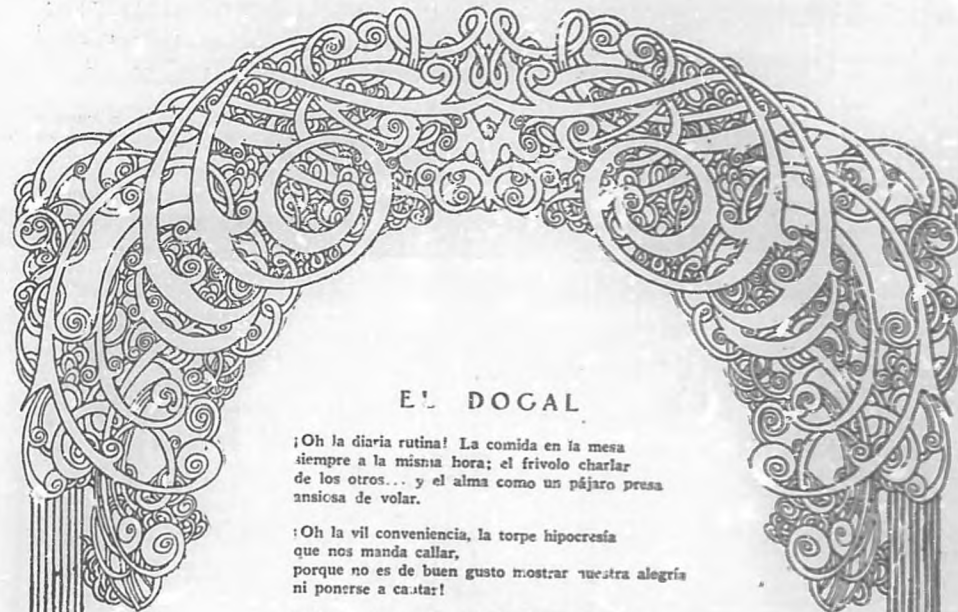 EL DOGAL
¡Oh la diaria rutina! La comida en la mesa
siempre a la misma hora; el frivolo charlar
de los otros... y el alma como un pájaro presa
ansiosa de volar.
¡Oh la vil conveniencia, la torpe hipocresía
que nos manda callar,
porque no es de buen gusto mostrar nuestra alegría
ni ponerse a cantar!